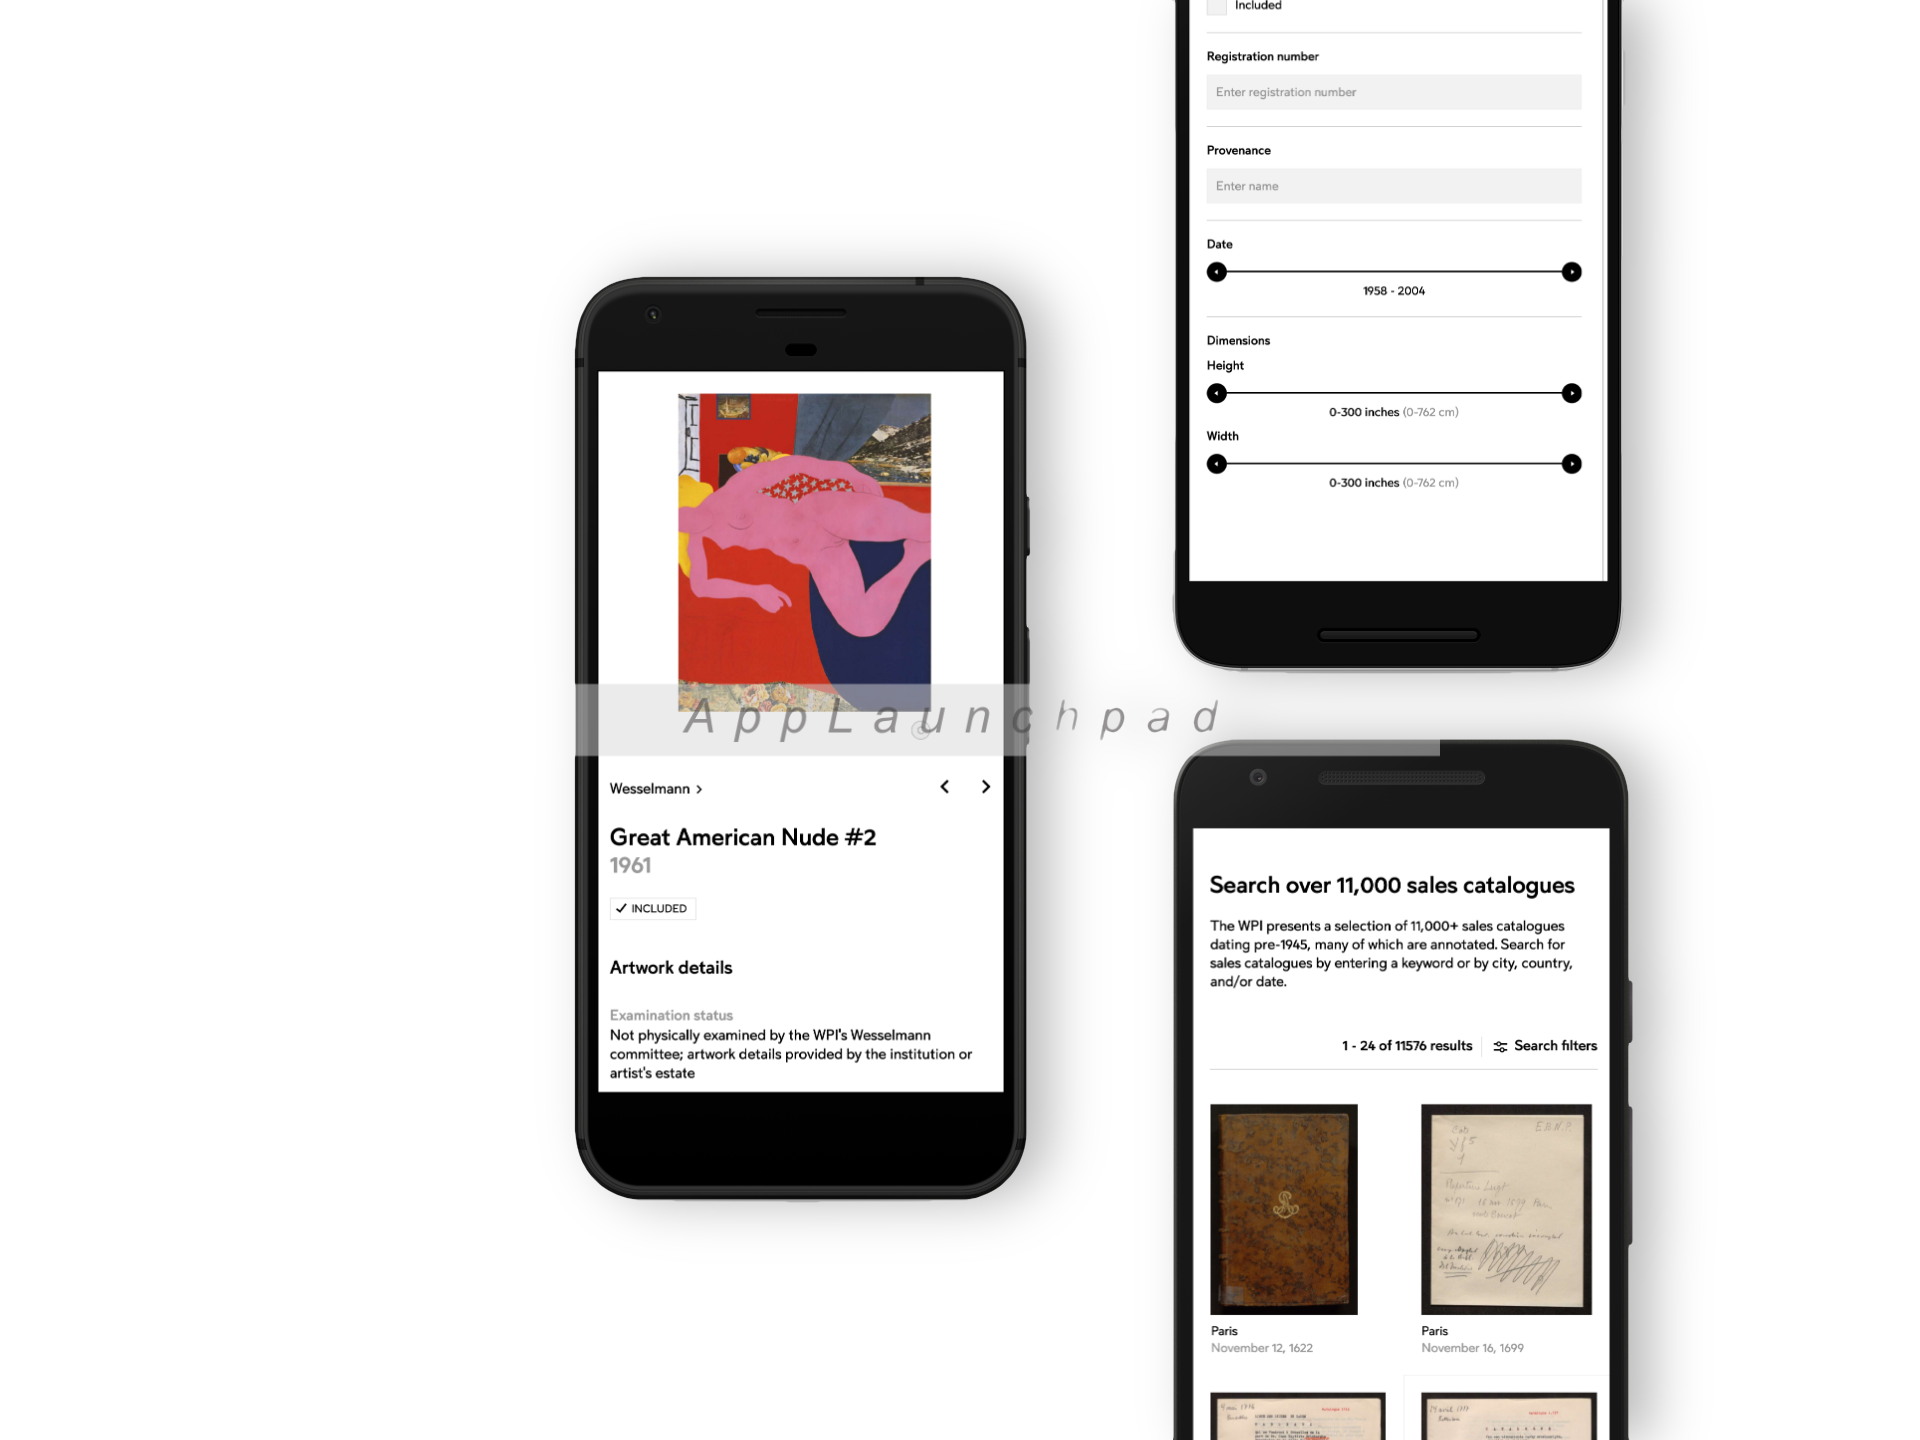 Included
Registration number
Enter registration number
Provenance
Enter name
Date
1958 - 2004
Dimensions
Height
0-300 inches (0-762 cm)
Width
0-300 inches (0-762 cm)
AppLaunchpad
Wesselmann
Great American Nude #2
1961
INCLUDED
Artwork details
Examination status
Not physically examined by the WPI's Wesselmann
committee; artwork details provided by the institution or
artist's estate
Search over 11,000 sales catalogues
The WPI presents a selection of 11,000+ sales catalogues
dating pre-1945, many of which are annotated. Search for
sales catalogues by entering a keyword or by city, country,
and/or date.
1 - 24 of 11576 results
Search filters
E.B.N.P.
Paris
November 12, 1622
Paris
November 16, 1699